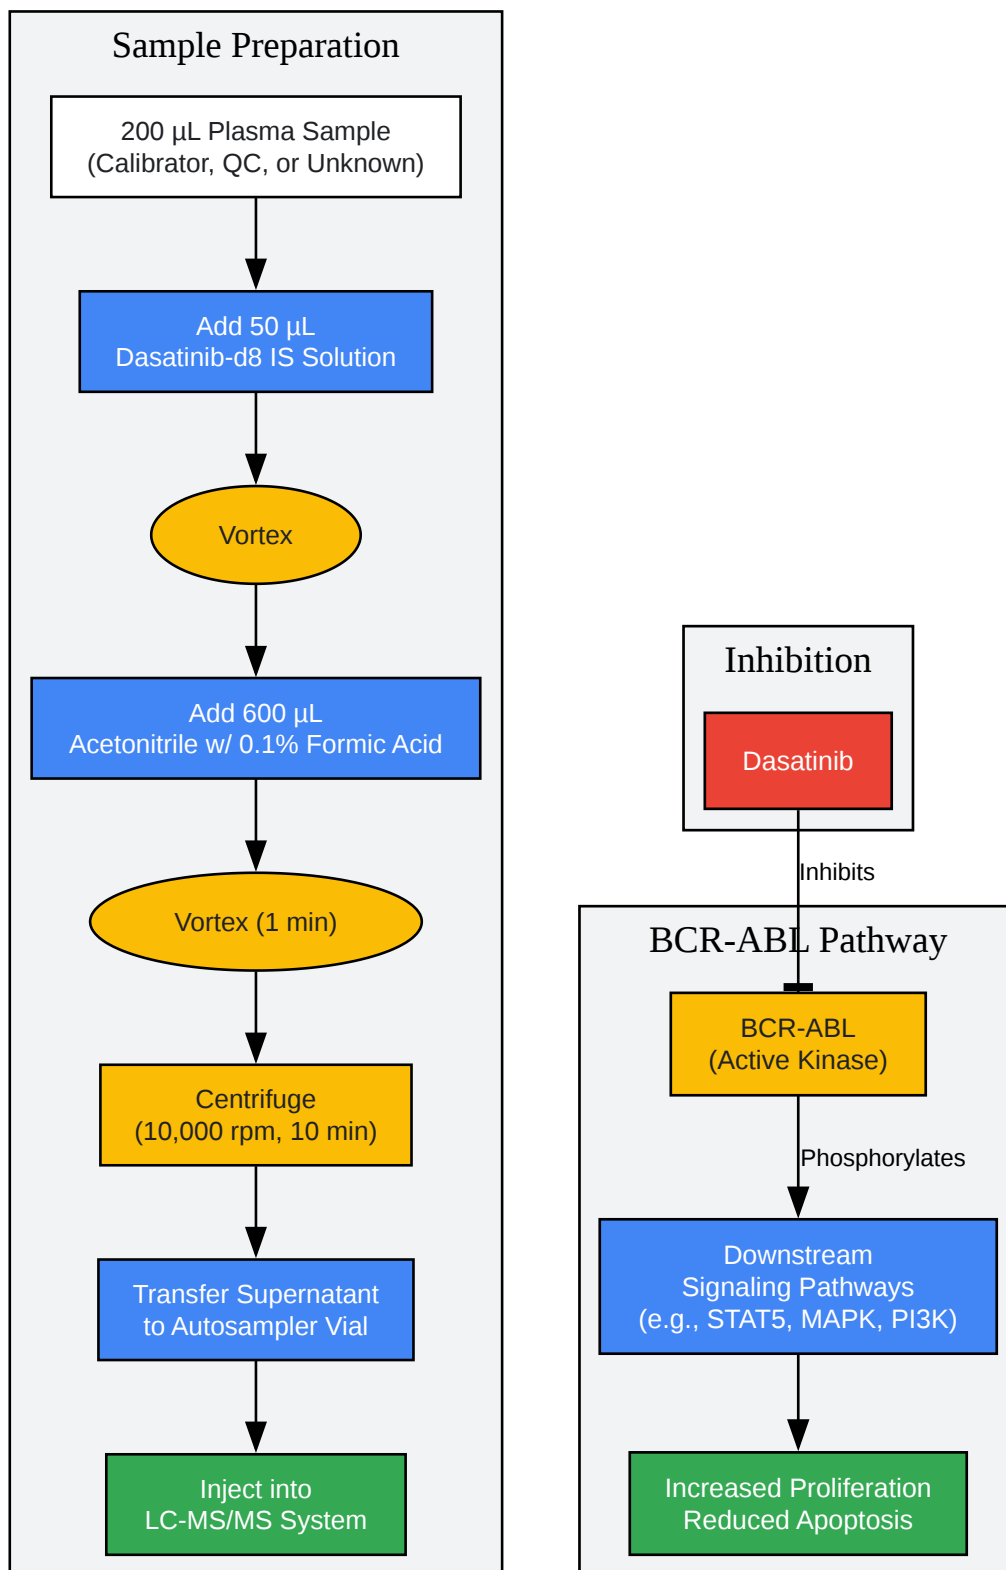 Sample Preparation
200 µL Plasma Sample
(Calibrator, QC, or Unknown)
Add 50 µL
Dasatinib-d8 IS Solution
Vortex
Add 600 µL
Acetonitrile w/ 0.1% Formic Acid
Vortex (1 min)
Centrifuge
(10,000 rpm, 10 min)
Transfer Supernatant
to Autosampler Vial
Inject into
LC-MS/MS System
Inhibition
Dasatinib
Inhibits
BCR-ABL Pathway
BCR-ABL
(Active Kinase)
Phosphorylates
Downstream
Signaling Pathways
(e.g., STAT5, MAPK, PI3K)
Increased Proliferation
Reduced Apoptosis